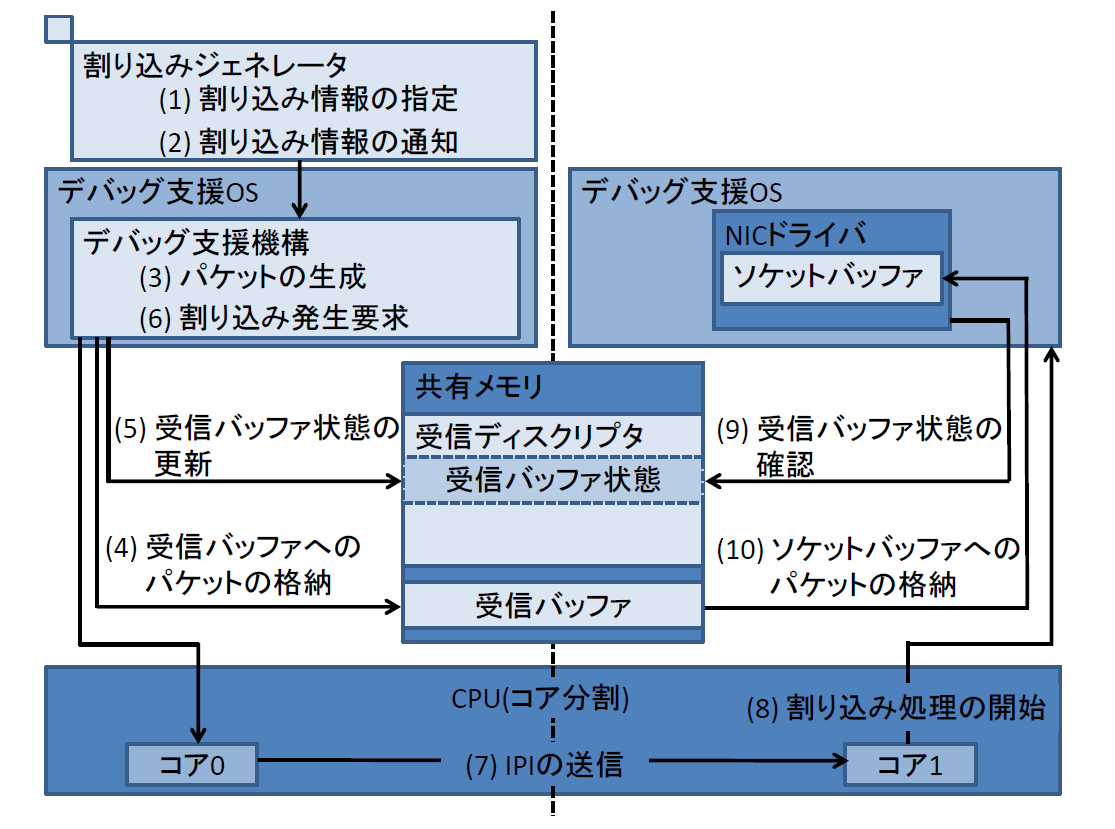 割り込みジェネレータ
(1) 割り込み情報の指定
(2) 割り込み情報の通知
デバッグ支援OS
デバッグ支援機構
(3) パケットの生成
(6) 割り込み発生要求
デバッグ支援OS
NICドライバ
ソケットバッファ
共有メモリ
受信ディスクリプタ
受信バッファ状態
受信バッファ
(5) 受信バッファ状態の
更新
(4) 受信バッファへの
パケットの格納
(9) 受信バッファ状態の
確認
(10) ソケットバッファへの
パケットの格納
CPU(コア分割)
(8) 割り込み処理の開始
コア0
(7) IPIの送信
コア1